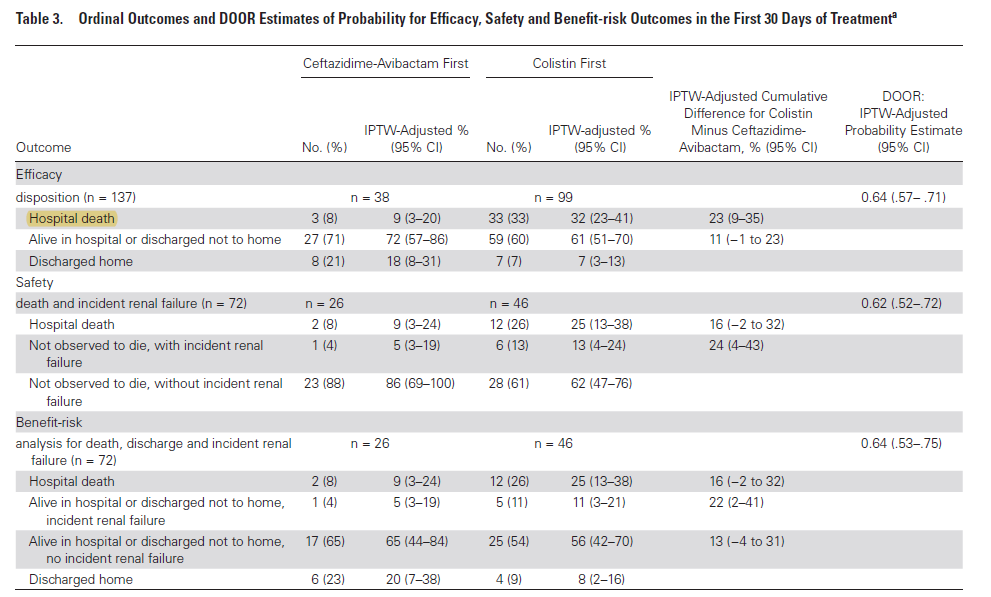 Table 3. Ordinal Outcomes and DOOR Estimates of Probability for Efficacy, Safety and Benefit-risk Outcomes in the First 30 Days of Treatmentᵃ
Ceftazidime-Avibactam First Colistin First
Outcome No. (%) IPTW-Adjusted % (95% CI) No. (%) IPTW-adjusted % (95% CI) IPTW-Adjusted Cumulative Difference for Colistin Minus Ceftazidime-Avibactam, % (95% CI) DOOR: IPTW-Adjusted Probability Estimate (95% CI)
Efficacy
disposition (n = 137) n = 38 n = 99 0.64 (.57– .71)
Hospital death 3 (8) 9 (3–20) 33 (33) 32 (23–41) 23 (9–35)
Alive in hospital or discharged not to home 27 (71) 72 (57–86) 59 (60) 61 (51–70) 11 (−1 to 23)
Discharged home 8 (21) 18 (8–31) 7 (7) 7 (3–13)
Safety
death and incident renal failure (n = 72) n = 26 n = 46 0.62 (.52–.72)
Hospital death 2 (8) 9 (3–24) 12 (26) 25 (13–38) 16 (−2 to 32)
Not observed to die, with incident renal failure 1 (4) 5 (3–19) 6 (13) 13 (4–24) 24 (4–43)
Not observed to die, without incident renal failure 23 (88) 86 (69–100) 28 (61) 62 (47–76)
Benefit-risk
analysis for death, discharge and incident renal failure (n = 72) n = 26 n = 46 0.64 (.53–.75)
Hospital death 2 (8) 9 (3–24) 12 (26) 25 (13–38) 16 (−2 to 32)
Alive in hospital or discharged not to home, incident renal failure 1 (4) 5 (3–19) 5 (11) 11 (3–21) 22 (2–41)
Alive in hospital or discharged not to home, no incident renal failure 17 (65) 65 (44–84) 25 (54) 56 (42–70) 13 (−4 to 31)
Discharged home 6 (23) 20 (7–38) 4 (9) 8 (2–16)